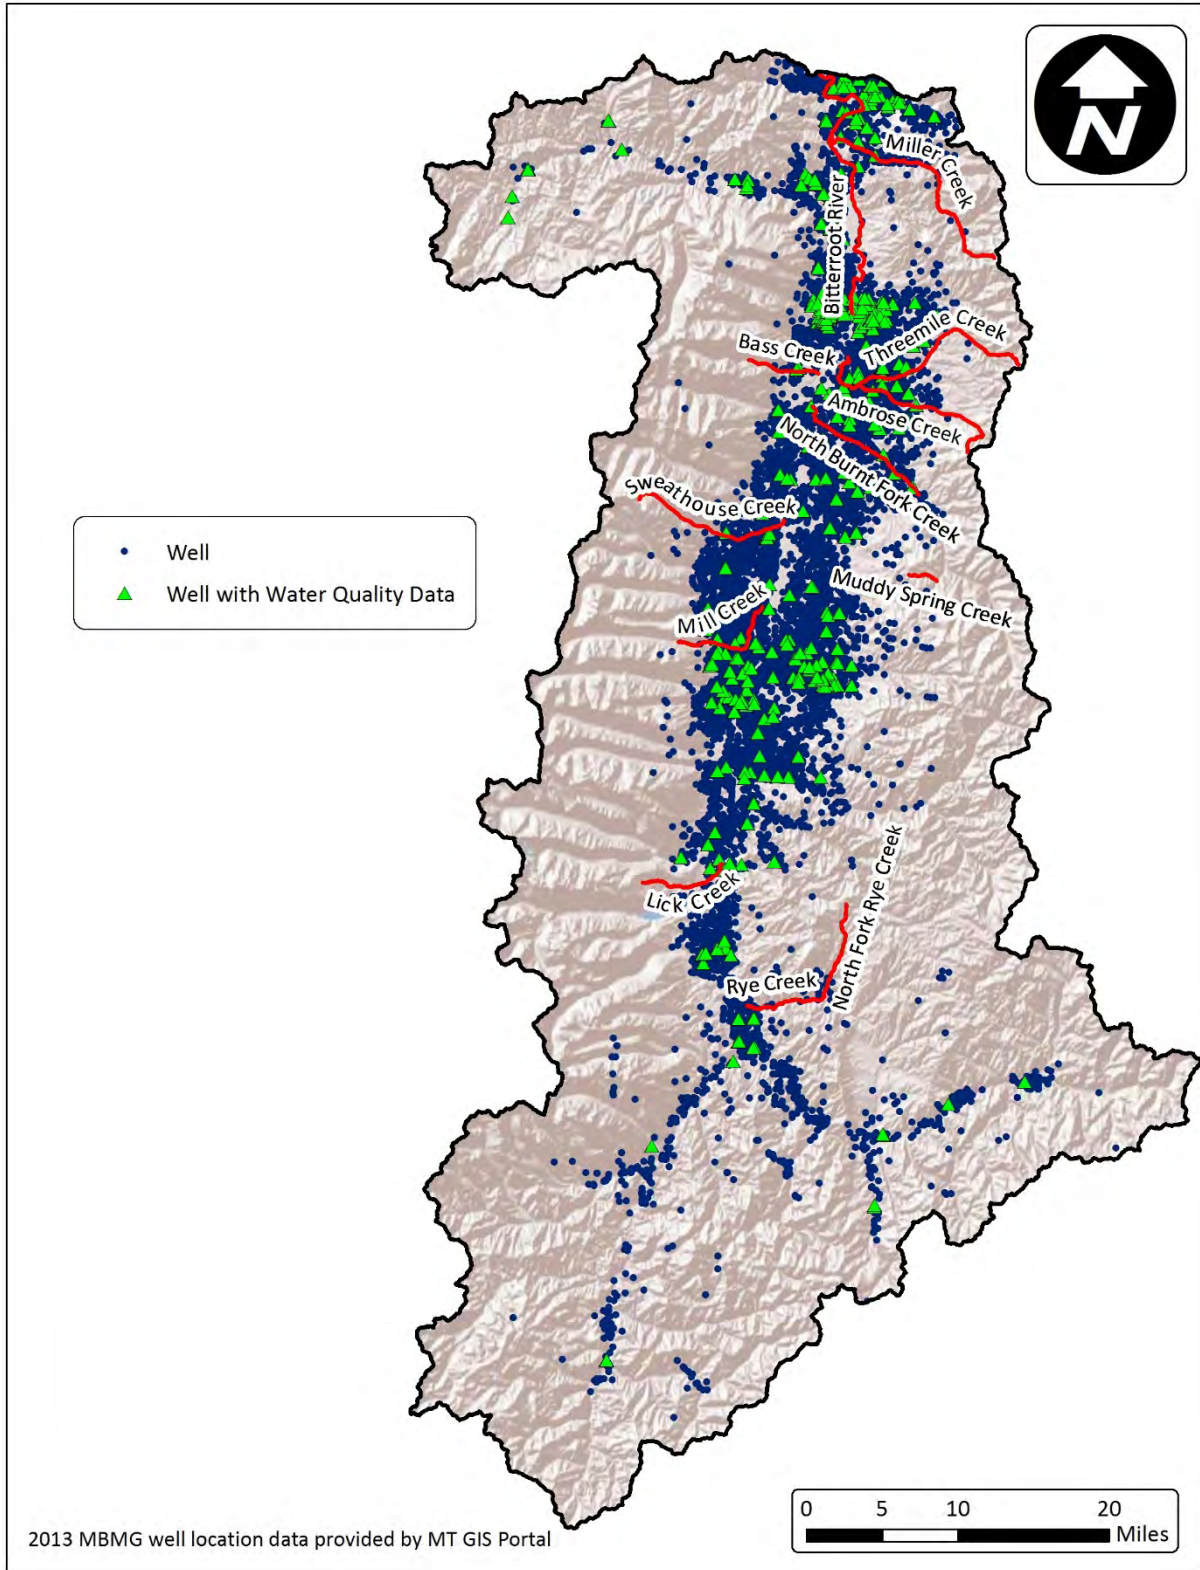 N
Miller Creek
Bitterroot River
Threemile Creek
Bass Creek
Ambrose Creek
North Burnt Fork Creek
Sweathouse Creek
Well
Well with Water Quality Data
Muddy Spring Creek
Mill Creek
North Fork Rye Creek
Lick Creek
Rye Creek
0 5 10 20
Miles
2013 MBMG well location data provided by MT GIS Portal